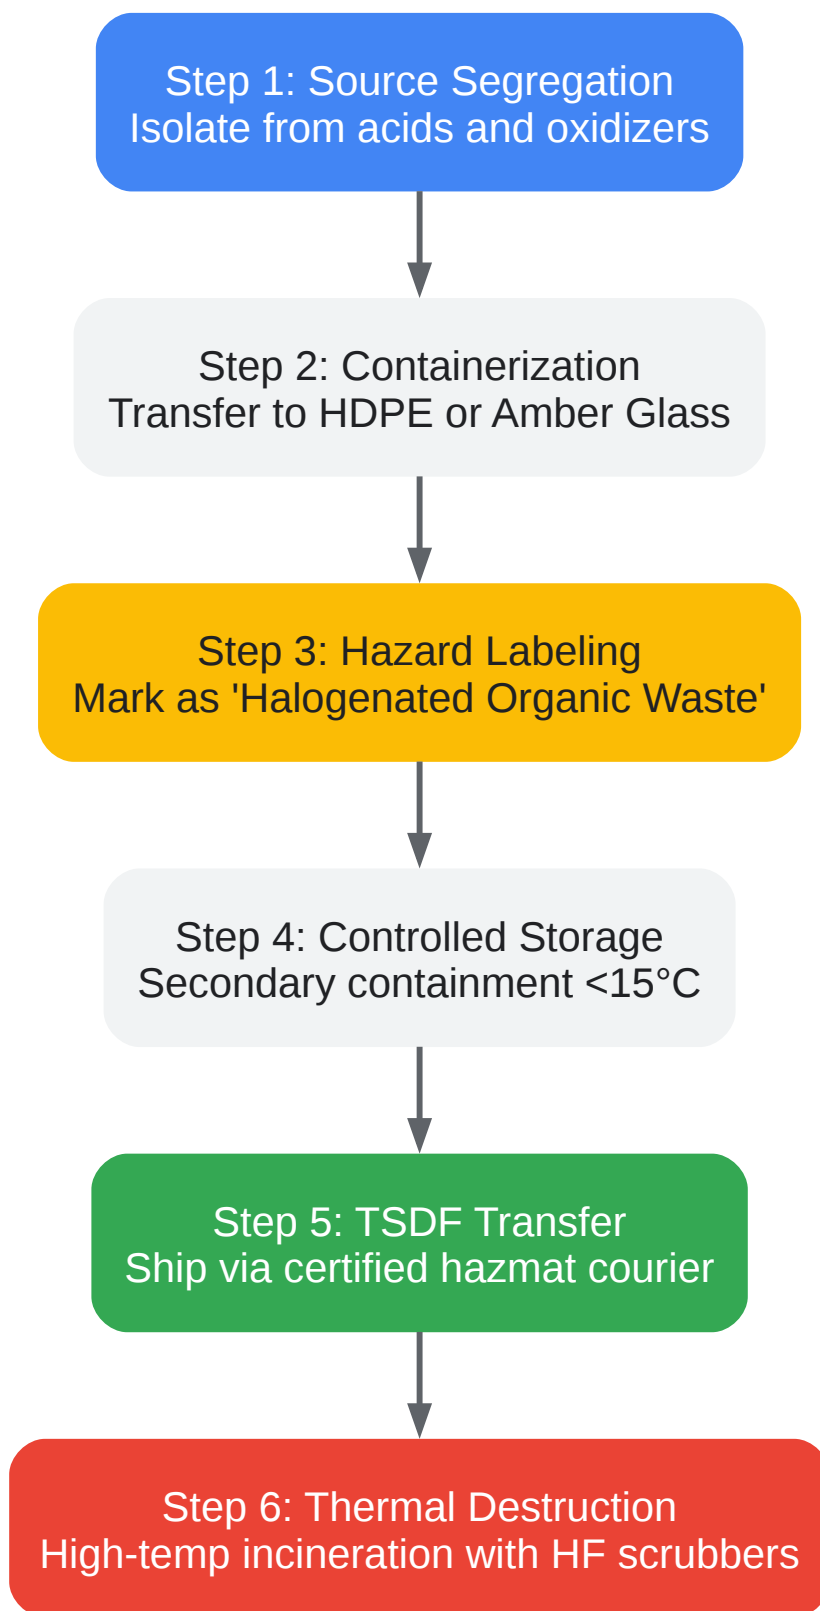 Step 1: Source Segregation
Isolate from acids and oxidizers
Step 2: Containerization
Transfer to HDPE or Amber Glass
Step 3: Hazard Labeling
Mark as 'Halogenated Organic Waste'
Step 4: Controlled Storage
Secondary containment <15°C
Step 5: TSDF Transfer
Ship via certified hazmat courier
Step 6: Thermal Destruction
High-temp incineration with HF scrubbers